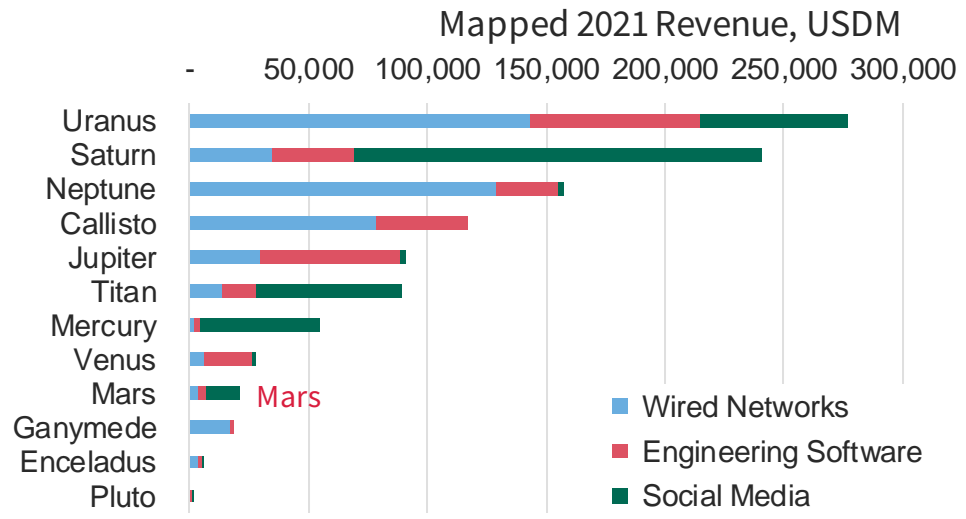 Mapped 2021 Revenue, USDM
- 50,000 100,000 150,000 200,000 250,000 300,000
Uranus
Saturn
Neptune
Callisto
Jupiter
Titan
Mercury
Venus
Mars Mars
Ganymede
Enceladus
Pluto
Wired Networks
Engineering Software
Social Media